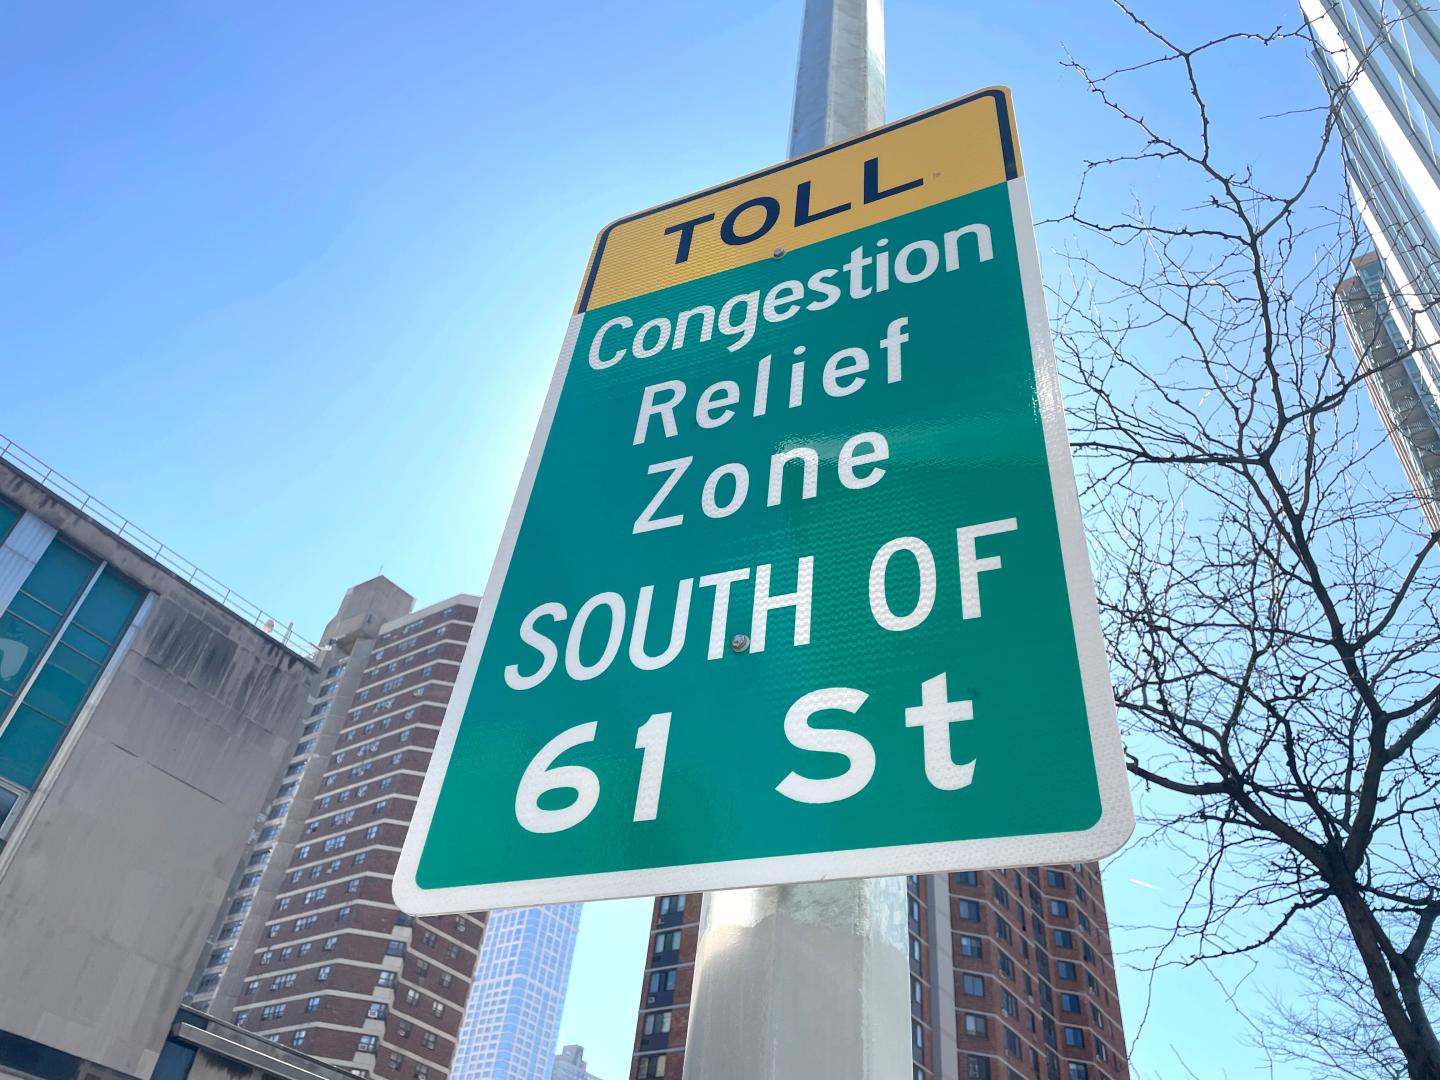 TOLL
Congestion
Relief
Zone
SOUTH OF
61 St